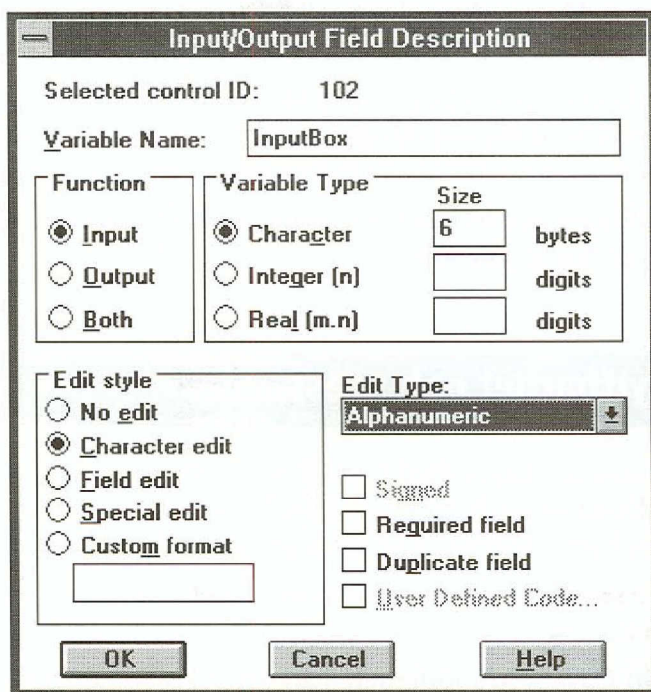 Input/Output Field Description
Selected control ID: 102
Variable Name: InputBox
Function
Input
Output
Both
Variable Type
Size
Character 6 bytes
Integer (n) digits
Real (m.n) digits
Edit style
No edit
Character edit
Field edit
Special edit
Custom format
Edit Type:
Alphanumeric
Signed
Required field
Duplicate field
User Defined Code...
OK Cancel Help